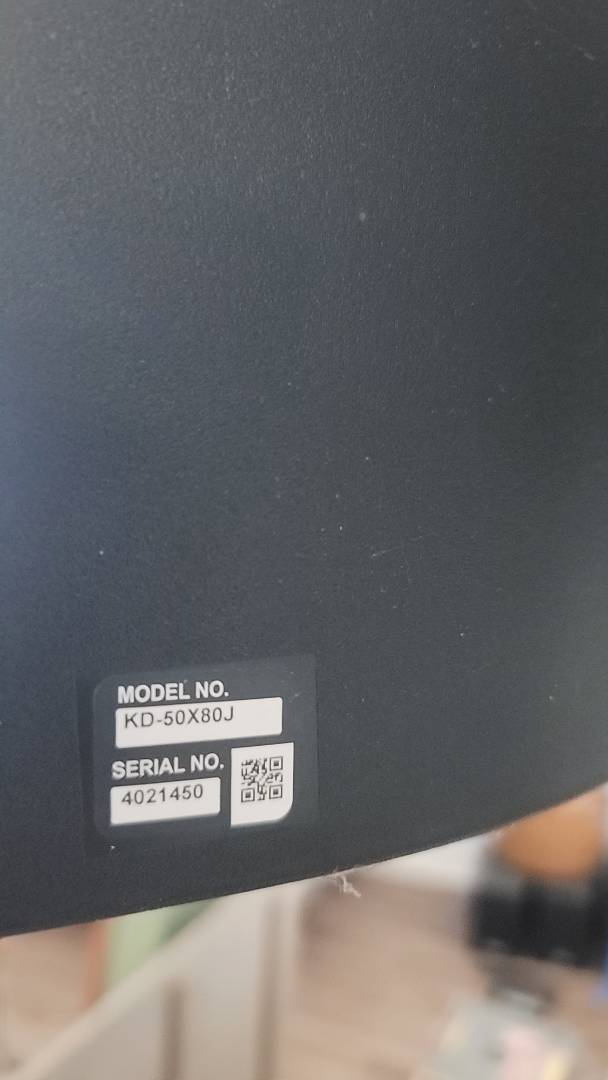 MODEL NO.
KD-50X80J
SERIAL NO.
4021450